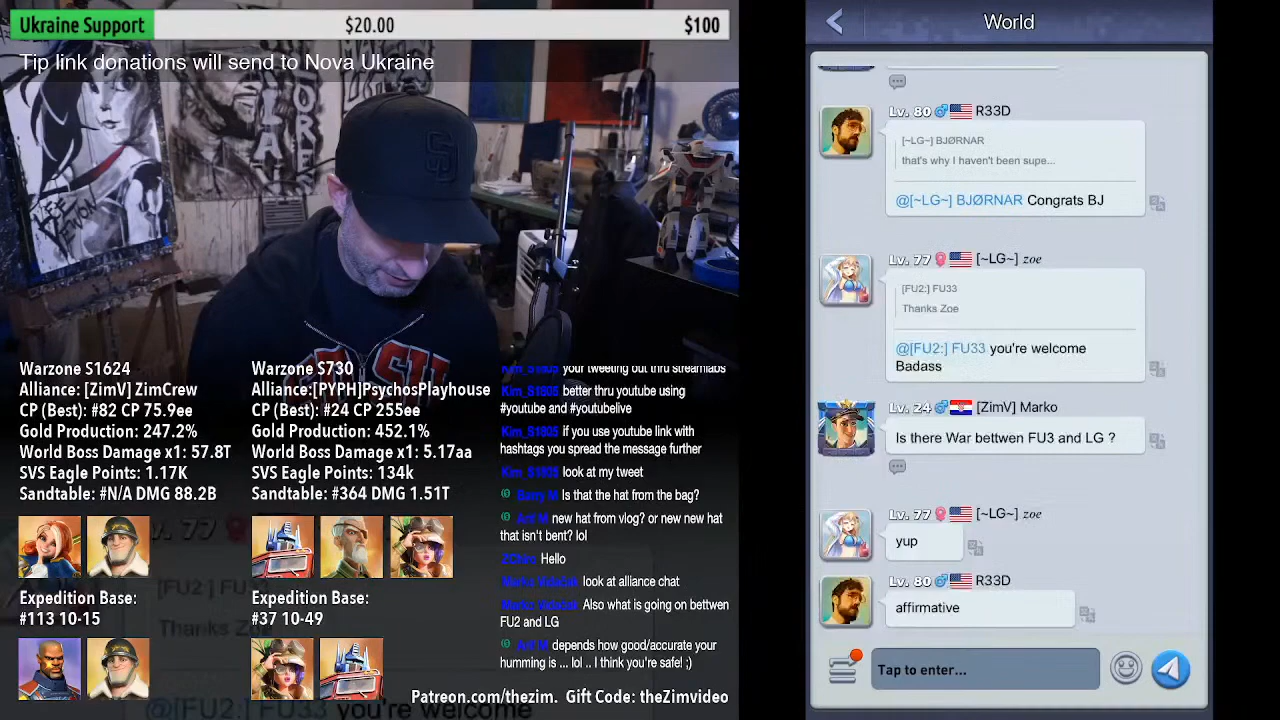 Ukraine Support
$20.00
$100
Tip link donations will send to Nova Ukraine
Warzone S1624
Alliance: [ZimV] ZimCrew
CP (Best): #82 CP 75.9ee
Gold Production: 247.2%
World Boss Damage x1: 57.8T
SVS Eagle Points: 1.17K
Sandtable: #N/A DMG 88.2B
Expedition Base:
#113 10-15
Warzone S730
Alliance:[PYPH]PsychosPlayhouse
CP (Best): #24 CP 255ee
Gold Production: 452.1%
World Boss Damage x1: 5.17aa
SVS Eagle Points: 134k
Sandtable: #364 DMG 1.51T
Expedition Base:
#37 10-49
Kim_S1805 your tweeting out thru streamlabs
Kim_S1805 better thru youtube using
#youtube and #youtubelive
Kim_S1805 if you use youtube link with
hashtags you spread the message further
Kim_S1805 look at my tweet
Barry M Is that the hat from the bag?
new hat from vlog? or new new hat
that isn't bent? lol
Hello
look at alliance chat
Also what is going on bettwen
FU2 and LG
depends how good/accurate your
humming is ... lol .. I think you're safe! ;)
Patreon.com/thezim. Gift Code: theZimvideo
World
Lv. 80 R33D
[~LG~] BJØRNAR
that's why I haven't been supe...
@[~LG~] BJØRNAR Congrats BJ
Lv. 77 [~LG~] zoe
[FU2:] FU33
Thanks Zoe
@[FU2:] FU33 you're welcome
Badass
Lv. 24 [ZimV] Marko
Is there War bettwen FU3 and LG ?
Lv. 77 [~LG~] zoe
yup
Lv. 80 R33D
affirmative
Tap to enter...